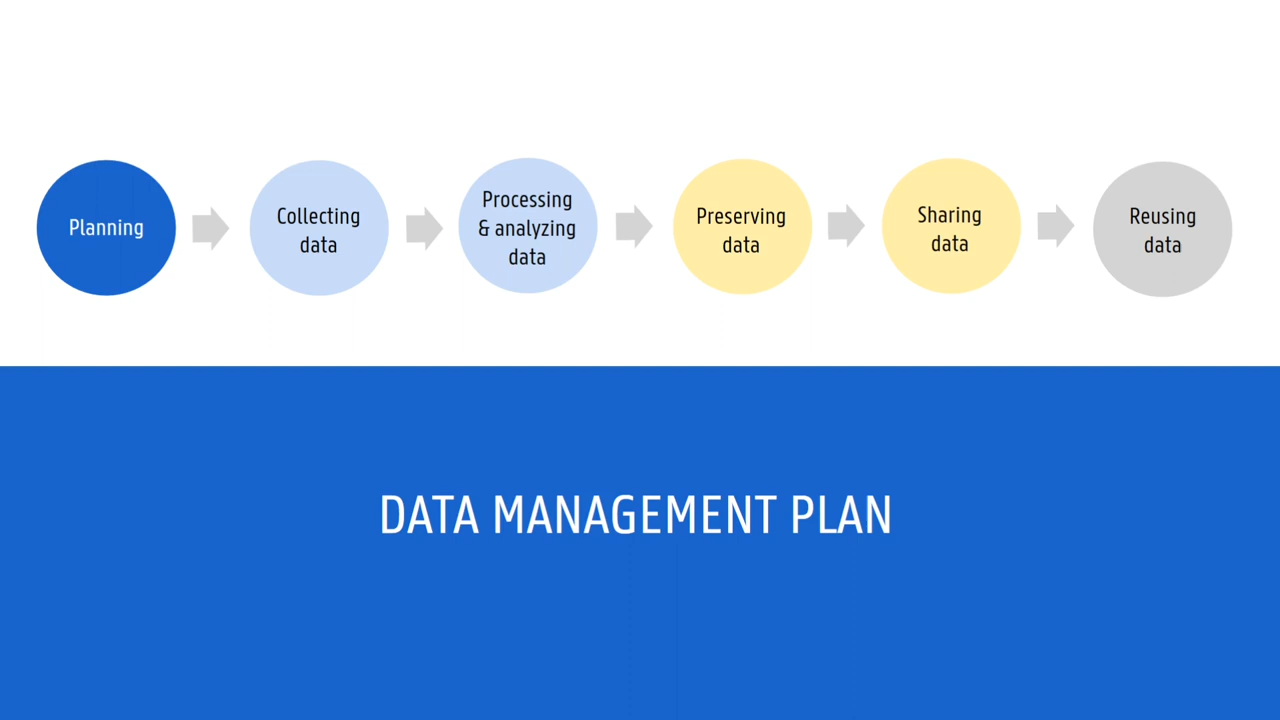 Planning
Collecting
data
Processing
& analyzing
data
Preserving
data
Sharing
data
Reusing
data
DATA MANAGEMENT PLAN